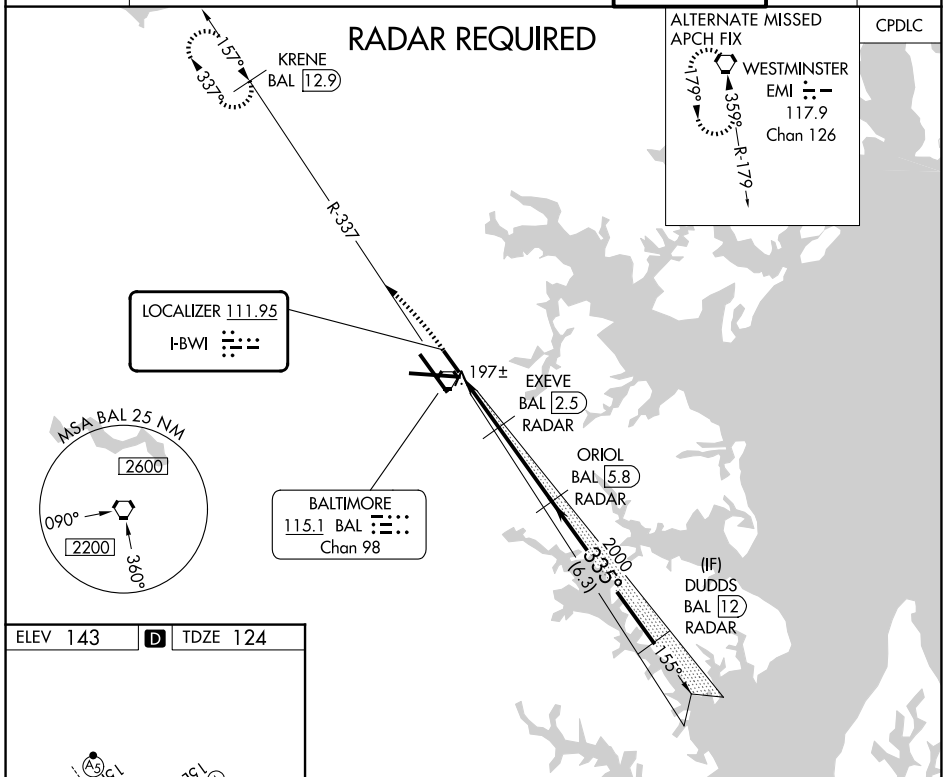 RADAR REQUIRED
ALTERNATE MISSED
APCH FIX
WESTMINSTER
EMI
117.9
Chan 126
179°
359°
R-179
CPDLC
157°
337°
KRENE
BAL 12.9
R-337
LOCALIZER 111.95
I-BWI
197±
EXEVE
BAL 2.5
RADAR
ORIOL
BAL 5.8
RADAR
MSA BAL 25 NM
2600
090°
2200
360°
BALTIMORE
115.1 BAL
Chan 98
2000
335°
(6.3)
(IF)
DUDDS
BAL 12
RADAR
155°
ELEV 143
D
TDZE 124
A5
15L